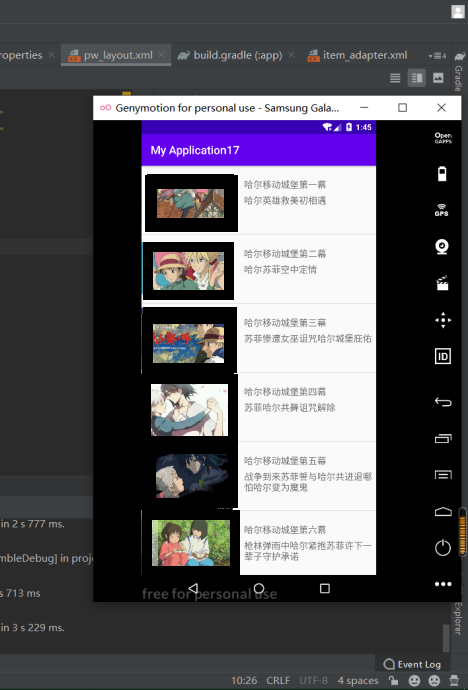 roperties
pw_layout.xml
build.gradle (:app)
item_adapter.xml
Gradle
Genymotion for personal use - Samsung Gala...
1:45
My Application17
哈尔移动城堡第一幕
哈尔英雄救美初相遇
哈尔移动城堡第二幕
哈尔苏菲空中定情
哈尔移动城堡第三幕
苏菲惨遭女巫诅咒哈尔城堡庇佑
哈尔移动城堡第四幕
苏菲哈尔共舞诅咒解除
哈尔移动城堡第五幕
战争到来苏菲誓与哈尔共进退哪
怕哈尔变为魔鬼
哈尔移动城堡第六幕
枪林弹雨中哈尔紧抱苏菲许下一
辈子守护承诺
free for personal use
Open
GAPPS
GPS
ID
in 2 s 777 ms.
mbleDebug] in proj
s 713 ms
in 3 s 229 ms.
Explorer
Event Log
10:26
CRLF
UTF-8
4 spaces